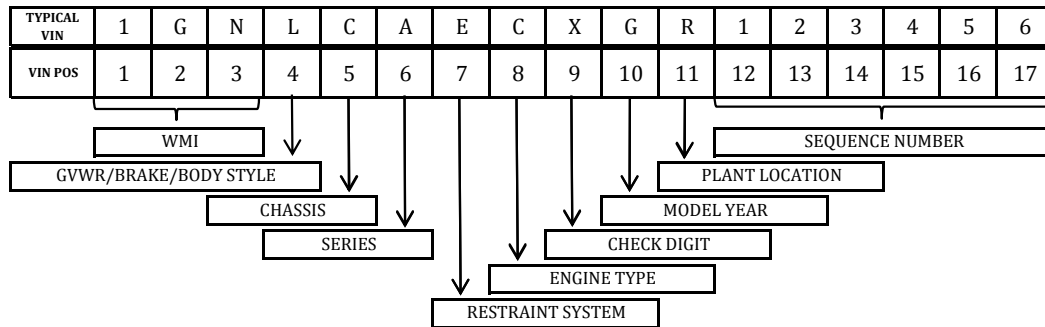 TYPICAL VIN 1 G N L C A E C X G R 1 2 3 4 5 6
VIN POS 1 2 3 4 5 6 7 8 9 10 11 12 13 14 15 16 17
WMI SEQUENCE NUMBER
GVWR/BRAKE/BODY STYLE PLANT LOCATION
CHASSIS MODEL YEAR
SERIES CHECK DIGIT
ENGINE TYPE
RESTRAINT SYSTEM